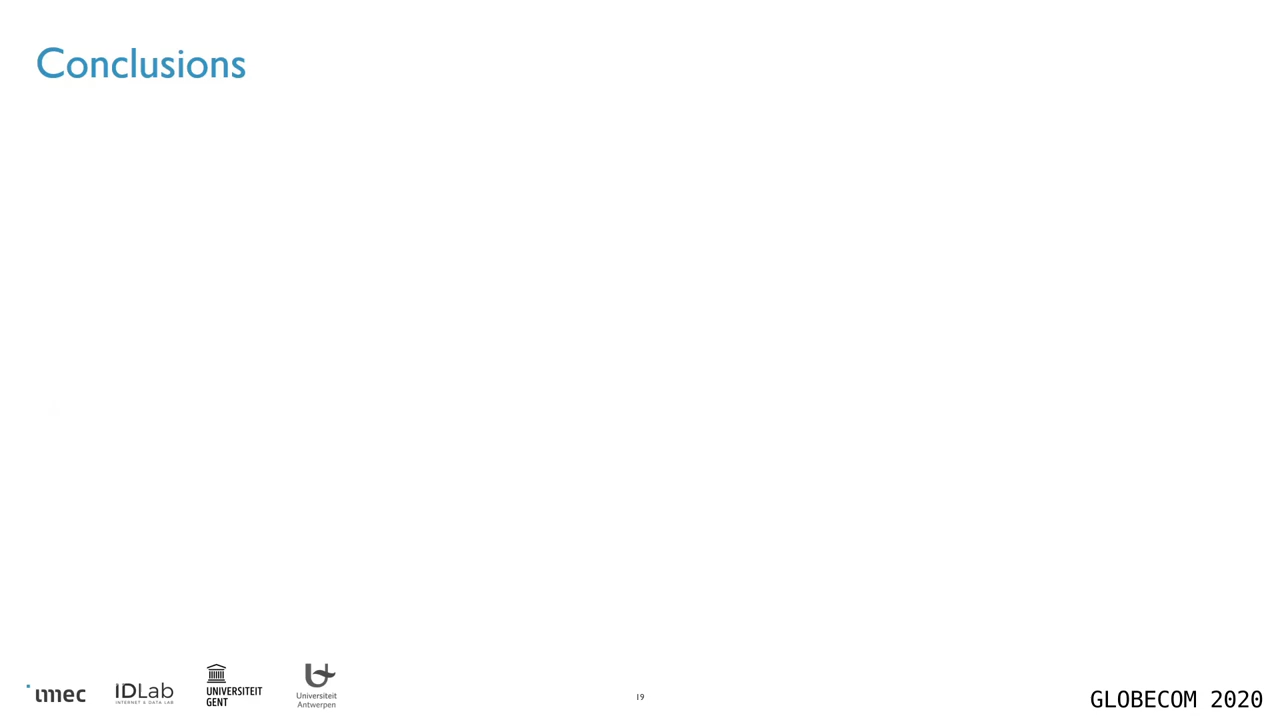 Conclusions
imec
IDLab
INTERNET & DATA LAB
UNIVERSITEIT
GENT
Universiteit
Antwerpen
19
GLOBECOM 2020